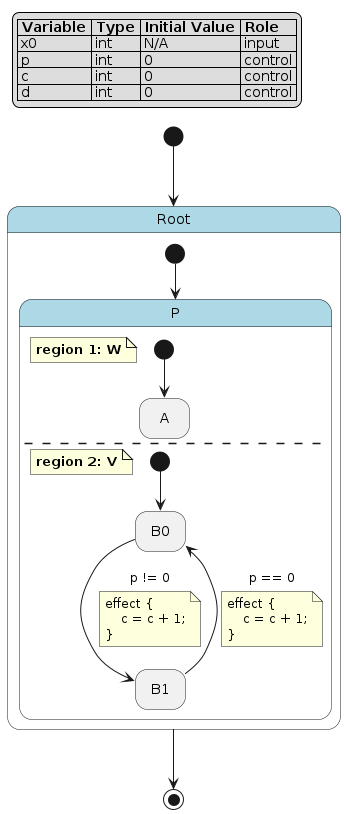 Variable Type Initial Value Role
x0 int N/A input
p int 0 control
c int 0 control
d int 0 control
Root
P
region 1: W
A
region 2: V
B0
p != 0
effect {
c = c + 1;
}
p == 0
effect {
c = c + 1;
}
B1